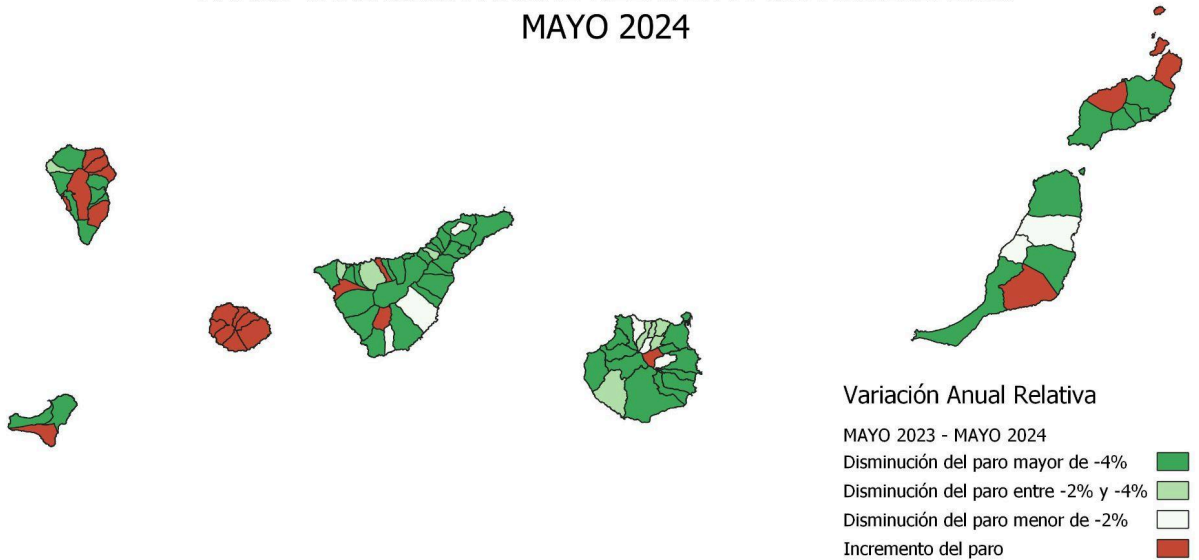 MAYO 2024
Variación Anual Relativa
MAYO 2023 - MAYO 2024
Disminución del paro mayor de -4%
Disminución del paro entre -2% y -4%
Disminución del paro menor de -2%
Incremento del paro